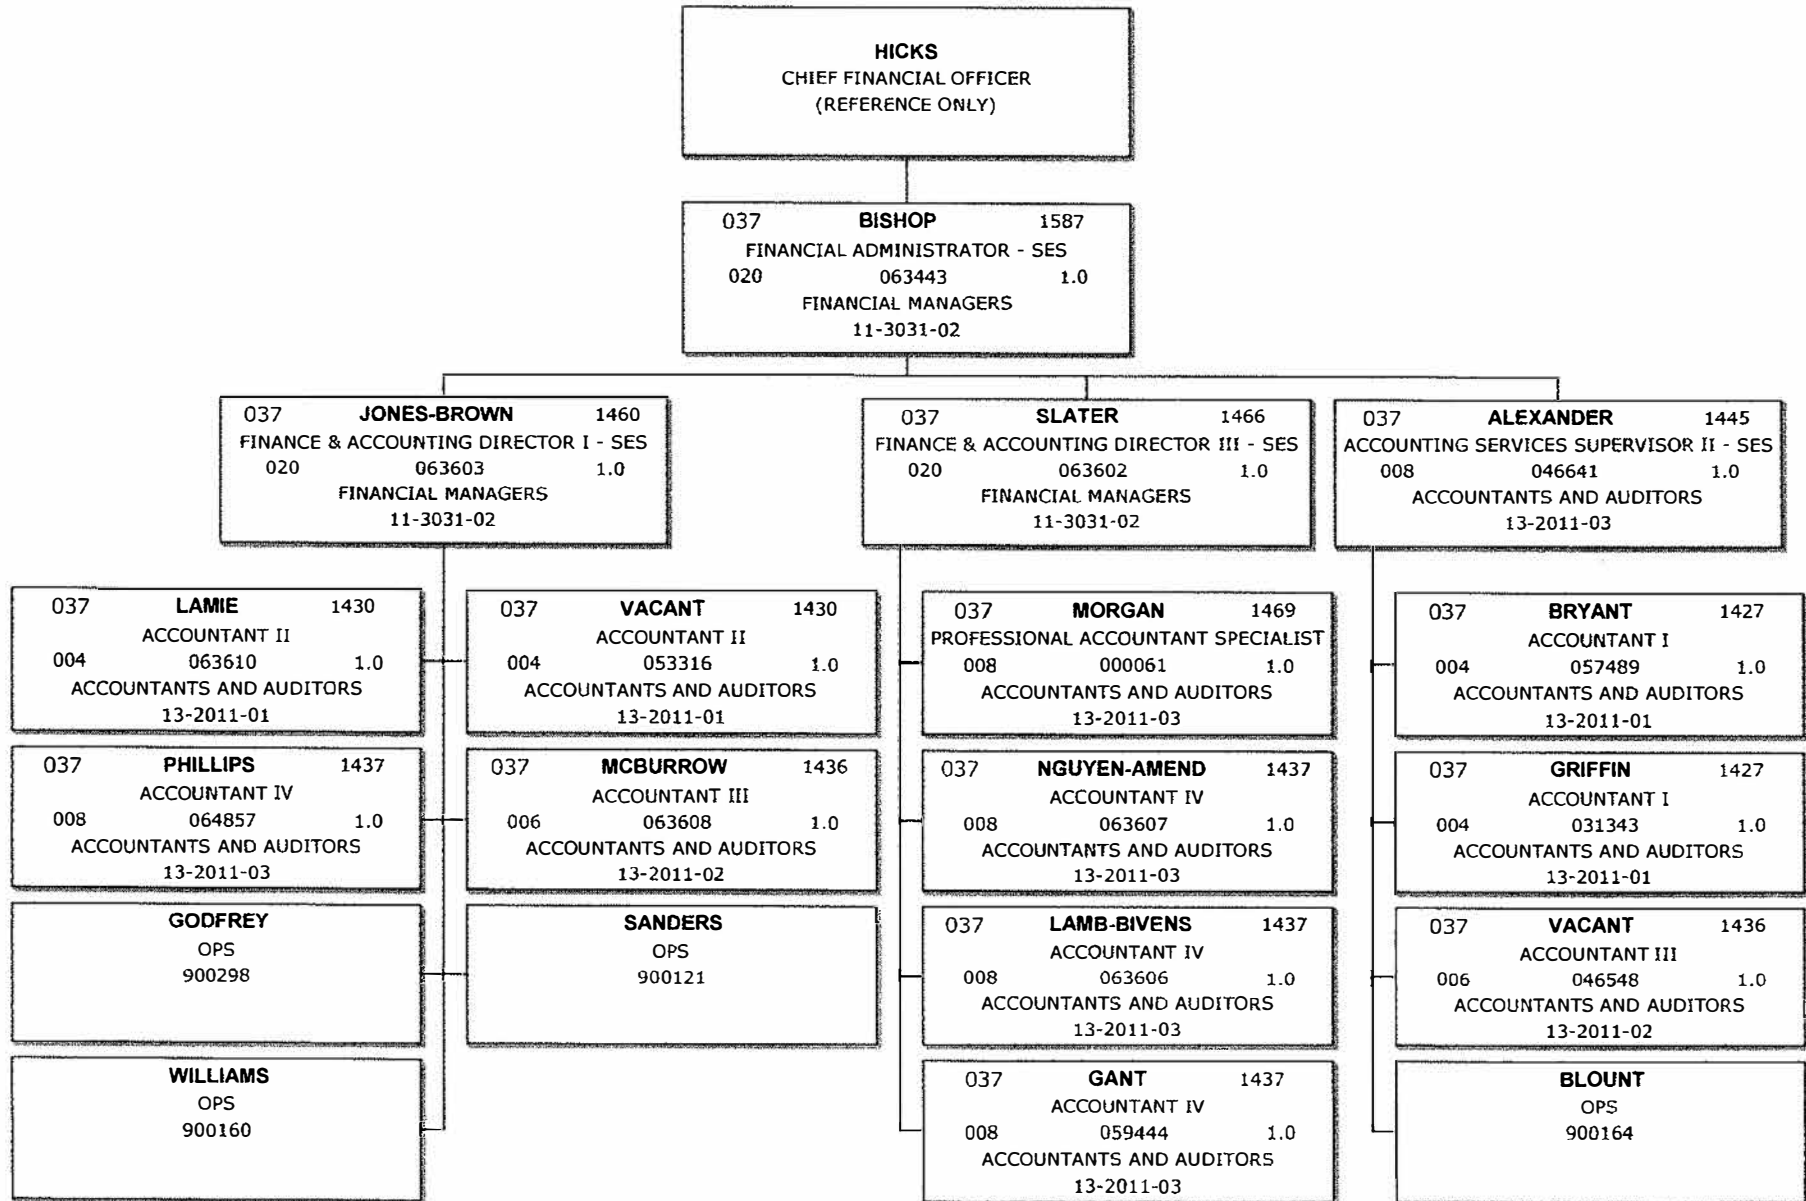 HICKS
CHIEF FINANCIAL OFFICER
(REFERENCE ONLY)
037 BISHOP 1587
FINANCIAL ADMINISTRATOR - SES
020 063443 1.0
FINANCIAL MANAGERS
11-3031-02
037 JONES-BROWN 1460
FINANCE & ACCOUNTING DIRECTOR I - SES
020 063603 1.0
FINANCIAL MANAGERS
11-3031-02
037 SLATER 1466
FINANCE & ACCOUNTING DIRECTOR III - SES
020 063602 1.0
FINANCIAL MANAGERS
11-3031-02
037 ALEXANDER 1445
ACCOUNTING SERVICES SUPERVISOR II - SES
008 046641 1.0
ACCOUNTANTS AND AUDITORS
13-2011-03
037 LAMIE 1430
ACCOUNTANT II
004 063610 1.0
ACCOUNTANTS AND AUDITORS
13-2011-01
037 VACANT 1430
ACCOUNTANT II
004 053316 1.0
ACCOUNTANTS AND AUDITORS
13-2011-01
037 PHILLIPS 1437
ACCOUNTANT IV
008 064857 1.0
ACCOUNTANTS AND AUDITORS
13-2011-03
037 MCBURROW 1436
ACCOUNTANT III
006 063608 1.0
ACCOUNTANTS AND AUDITORS
13-2011-02
GODFREY
OPS
900298
SANDERS
OPS
900121
WILLIAMS
OPS
900160
037 MORGAN 1469
PROFESSIONAL ACCOUNTANT SPECIALIST
008 000061 1.0
ACCOUNTANTS AND AUDITORS
13-2011-03
037 NGUYEN-AMEND 1437
ACCOUNTANT IV
008 063607 1.0
ACCOUNTANTS AND AUDITORS
13-2011-03
037 LAMB-BIVENS 1437
ACCOUNTANT IV
008 063606 1.0
ACCOUNTANTS AND AUDITORS
13-2011-03
037 GANT 1437
ACCOUNTANT IV
008 059444 1.0
ACCOUNTANTS AND AUDITORS
13-2011-03
037 BRYANT 1427
ACCOUNTANT I
004 057489 1.0
ACCOUNTANTS AND AUDITORS
13-2011-01
037 GRIFFIN 1427
ACCOUNTANT I
004 031343 1.0
ACCOUNTANTS AND AUDITORS
13-2011-01
037 VACANT 1436
ACCOUNTANT III
006 046548 1.0
ACCOUNTANTS AND AUDITORS
13-2011-02
BLOUNT
OPS
900164